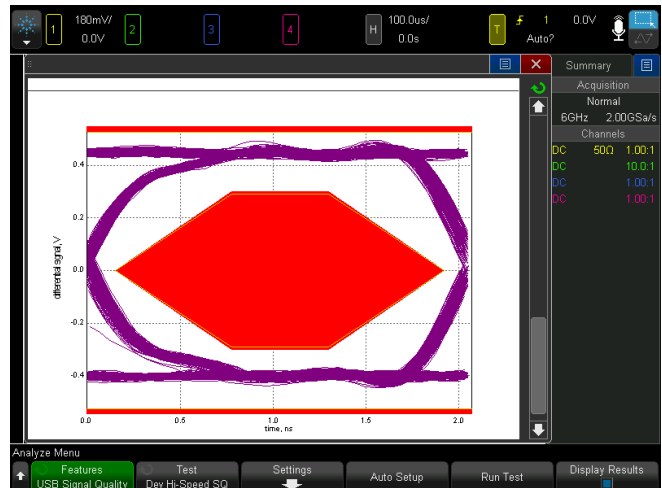 1 180mV/ 0.0V 2 3 4 H 100.0us/ 0.0s T 1 0.0V Auto?
Summary
Acquisition
Normal
6GHz 2.00GSa/s
Channels
DC 50Ω 1.00:1
DC 10.0:1
DC 1.00:1
DC 1.00:1
differential signal, V
0.4
0.2
0.0
-0.2
-0.4
0.0 0.5 1.0 1.5 2.0
time, ns
Analyze Menu
Features
USB Signal Quality
Test
Dev Hi-Speed SQ
Settings
Auto Setup
Run Test
Display Results